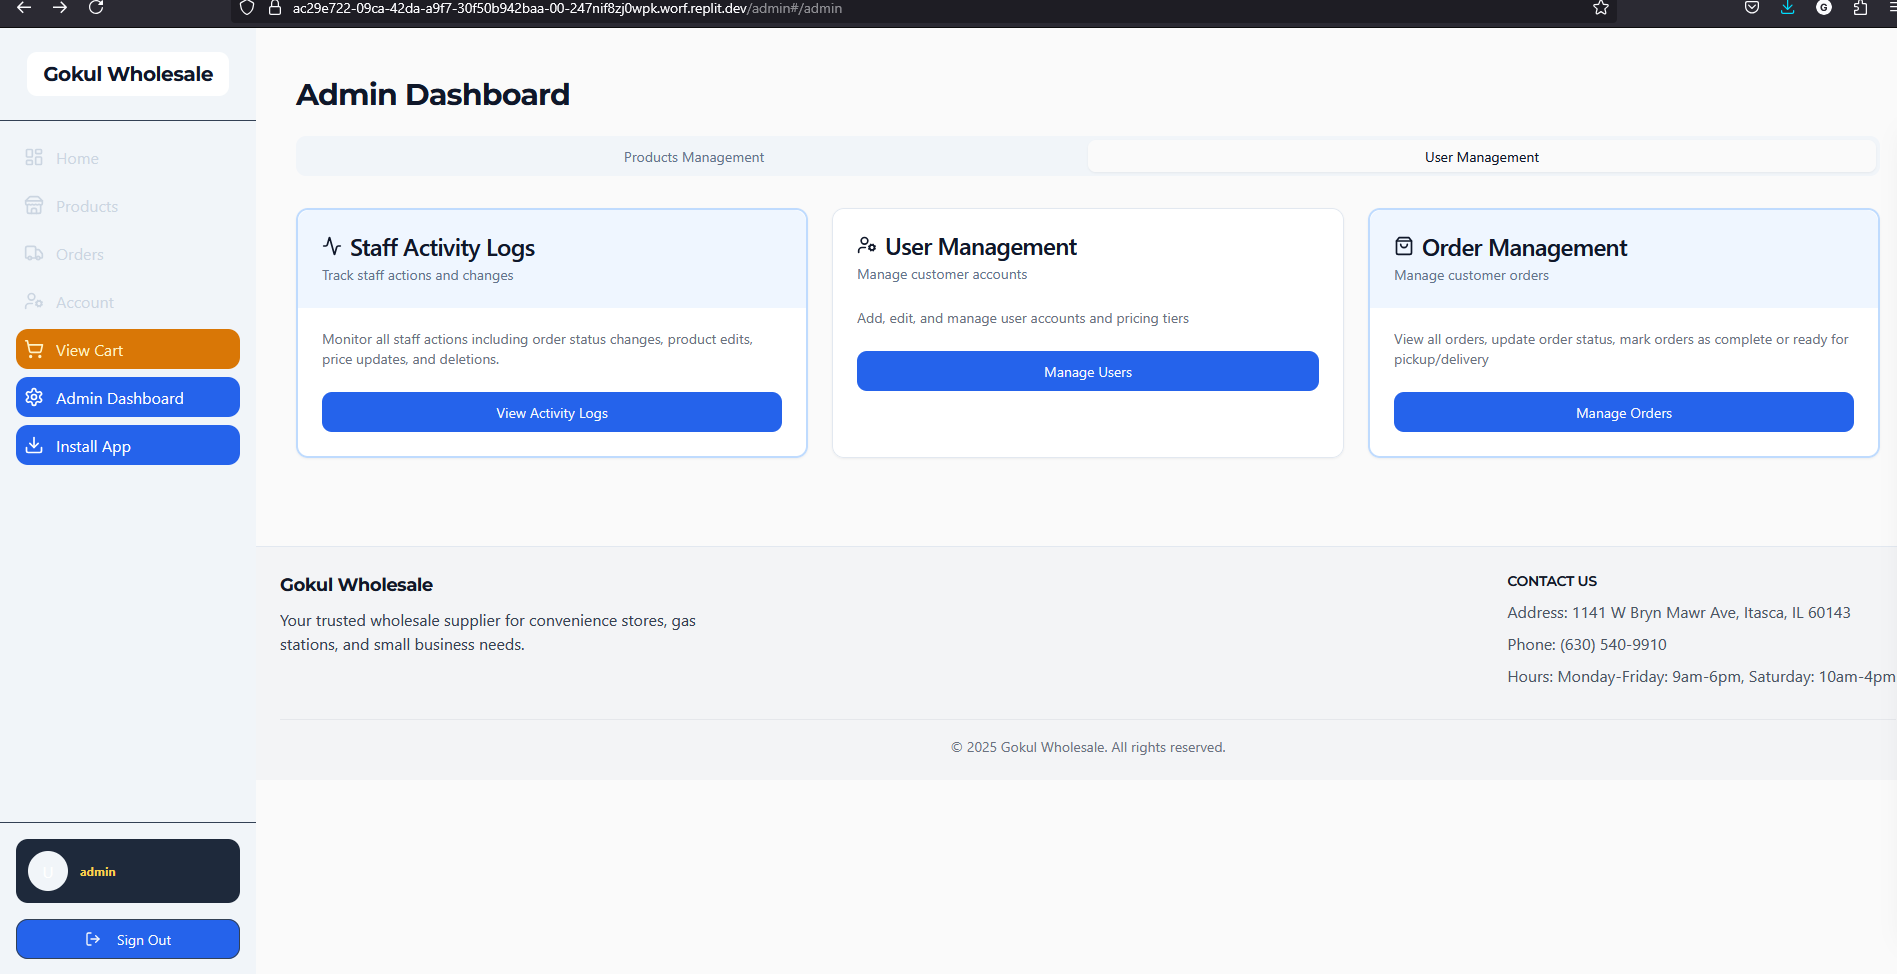 ac29e722-09ca-42da-a9f7-30f50b942baa-00-247nif8zj0wpk.worf.replit.dev/admin#/admin
G
Gokul Wholesale
Home
Products
Orders
Account
View Cart
Admin Dashboard
Install App
U
admin
Sign Out
Admin Dashboard
Products Management
User Management
Staff Activity Logs
Track staff actions and changes
Monitor all staff actions including order status changes, product edits,
price updates, and deletions.
View Activity Logs
User Management
Manage customer accounts
Add, edit, and manage user accounts and pricing tiers
Manage Users
Order Management
Manage customer orders
View all orders, update order status, mark orders as complete or ready for
pickup/delivery
Manage Orders
Gokul Wholesale
Your trusted wholesale supplier for convenience stores, gas
stations, and small business needs.
CONTACT US
Address: 1141 W Bryn Mawr Ave, Itasca, IL 60143
Phone: (630) 540-9910
Hours: Monday-Friday: 9am-6pm, Saturday: 10am-4pm
© 2025 Gokul Wholesale. All rights reserved.